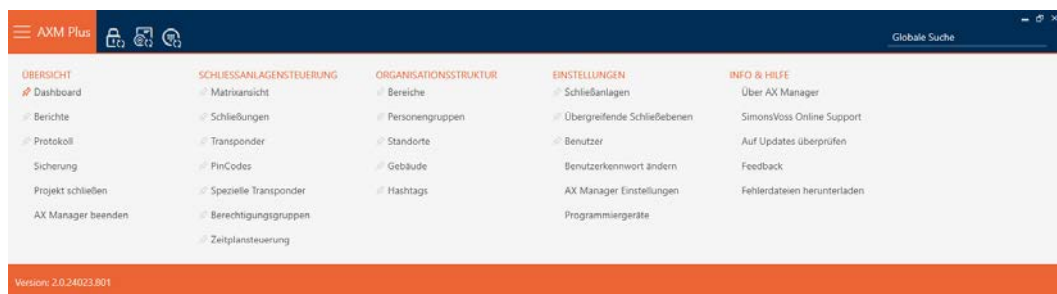 AXM Plus
Globale Suche
ÜBERSICHT
Dashboard
Berichte
Protokoll
Sicherung
Projekt schließen
AX Manager beenden
SCHLIESSANLAGENSTEUERUNG
Matrixansicht
Schließungen
Transponder
PinCodes
Spezielle Transponder
Berechtigungsgruppen
Zeitplansteuerung
ORGANISATIONSSTRUKTUR
Bereiche
Personengruppen
Standorte
Gebäude
Hashtags
EINSTELLUNGEN
Schließanlagen
Übergreifende Schließebenen
Benutzer
Benutzerkennwort ändern
AX Manager Einstellungen
Programmiergeräte
INFO & HILFE
Über AX Manager
SimonsVoss Online Support
Auf Updates überprüfen
Feedback
Fehlerdateien herunterladen
Version: 2.0.24023.801